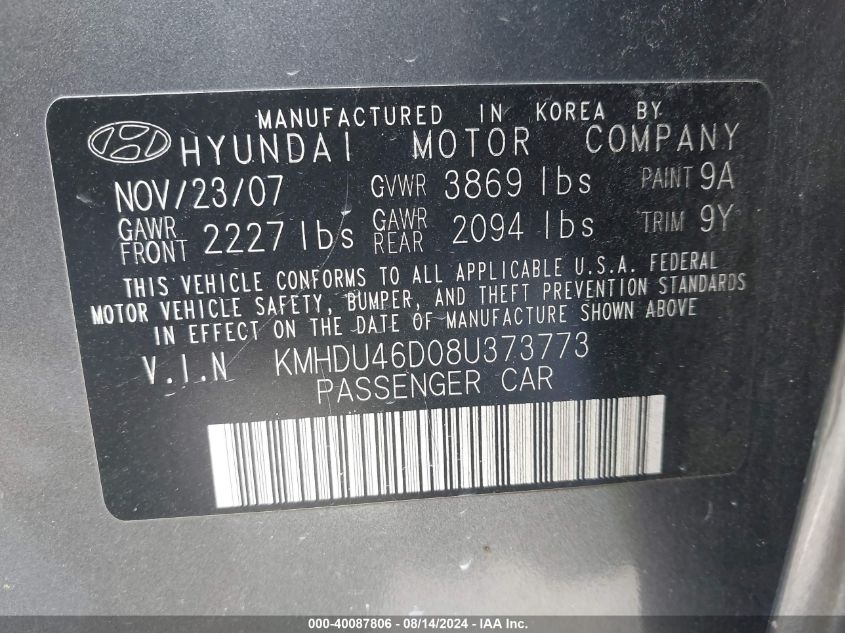 MANUFACTURED IN KOREA BY
HYUNDAI MOTOR COMPANY
NOV/23/07 GVWR 3869 lbs PAINT 9A
GAWR FRONT 2227 lbs GAWR REAR 2094 lbs TRIM 9Y
THIS VEHICLE CONFORMS TO ALL APPLICABLE U.S.A. FEDERAL
MOTOR VEHICLE SAFETY, BUMPER, AND THEFT PREVENTION STANDARDS
IN EFFECT ON THE DATE OF MANUFACTURE SHOWN ABOVE
V.I.N KMHDU46D08U373773
PASSENGER CAR
000-40087806 - 08/14/2024 - IAA Inc.